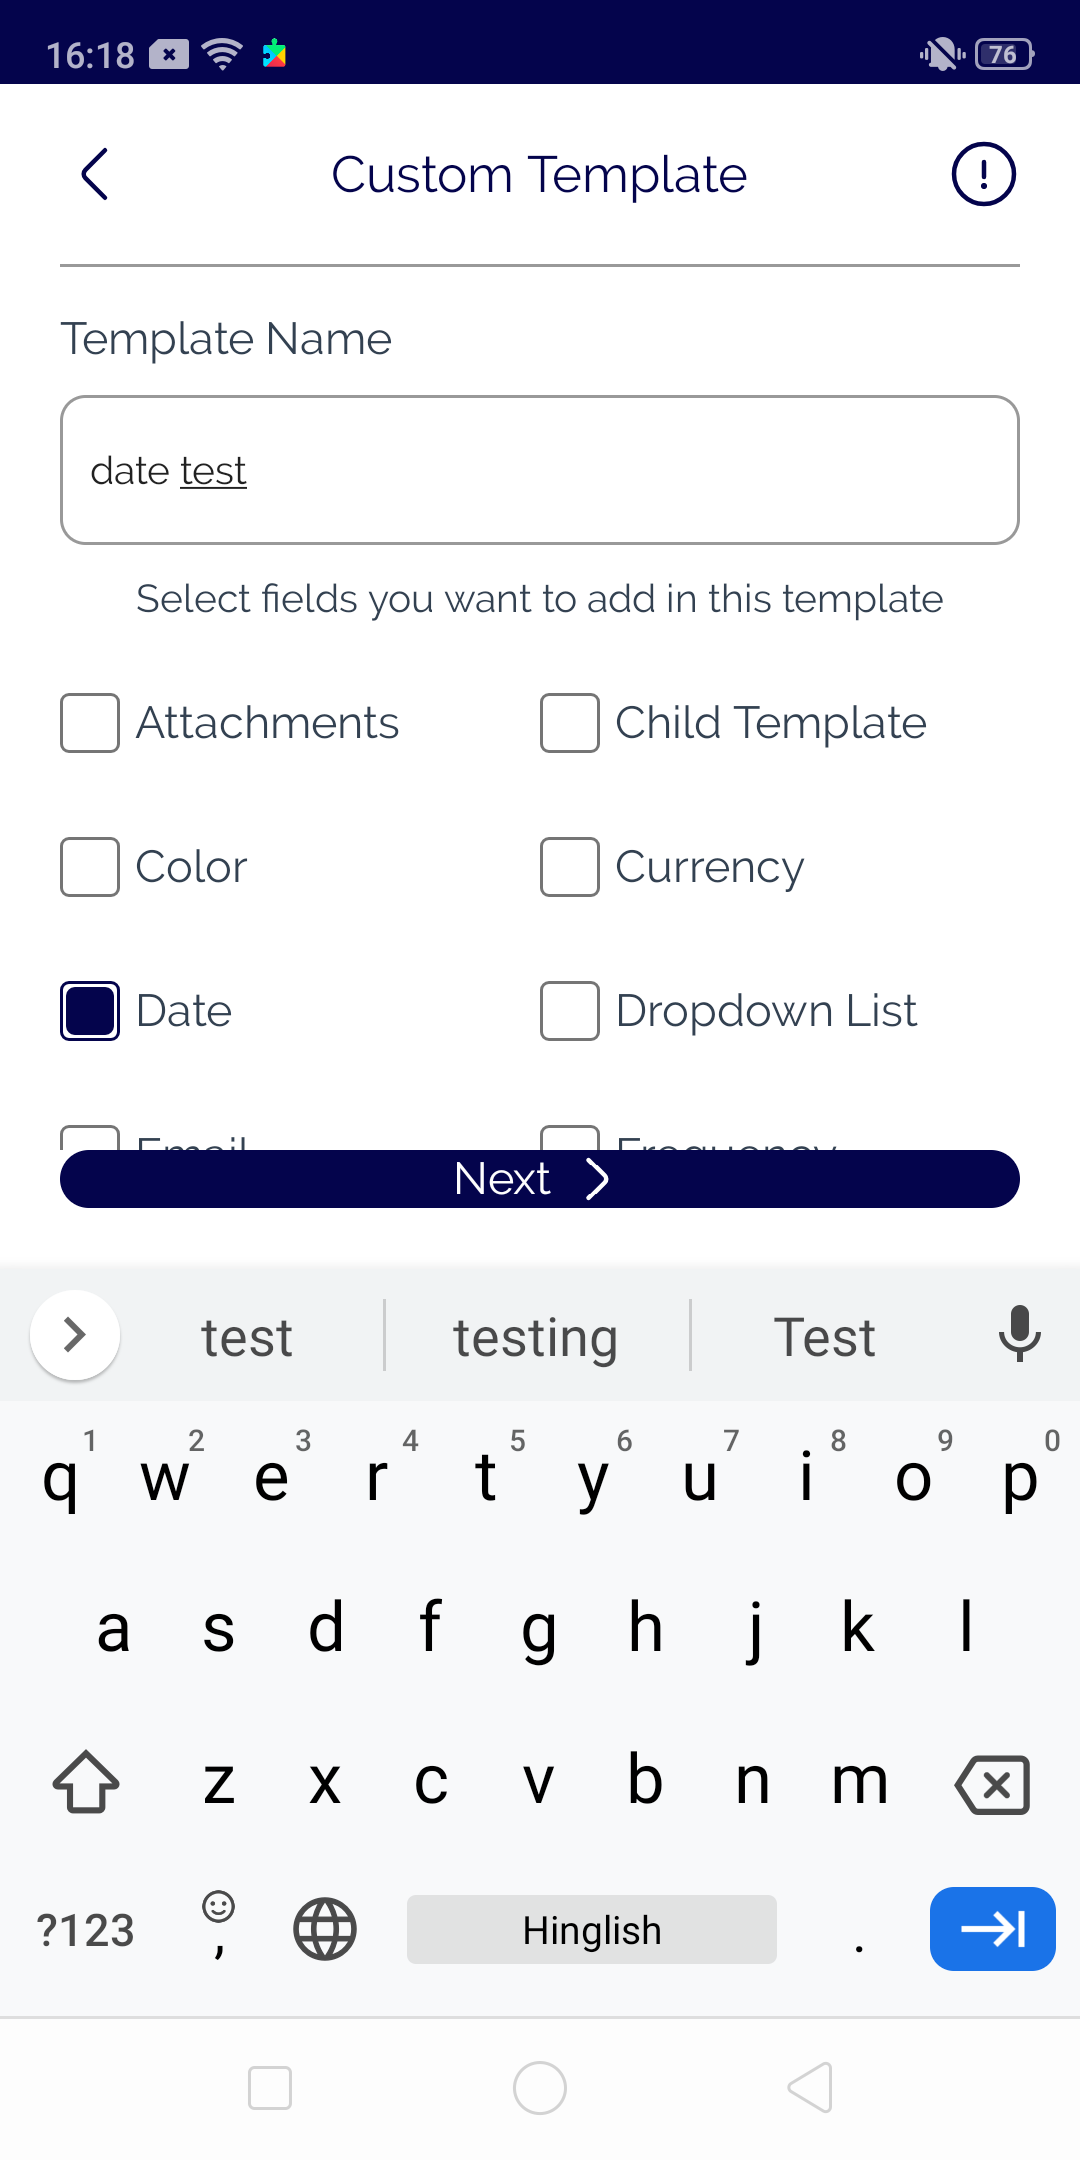 16:18
76
Custom Template
Template Name
date test
Select fields you want to add in this template
Attachments Child Template
Color Currency
Date Dropdown List
Email Frequency
Next
test testing Test
1 2 3 4 5 6 7 8 9 0
q w e r t y u i o p
a s d f g h j k l
z x c v b n m
?123 , Hinglish .